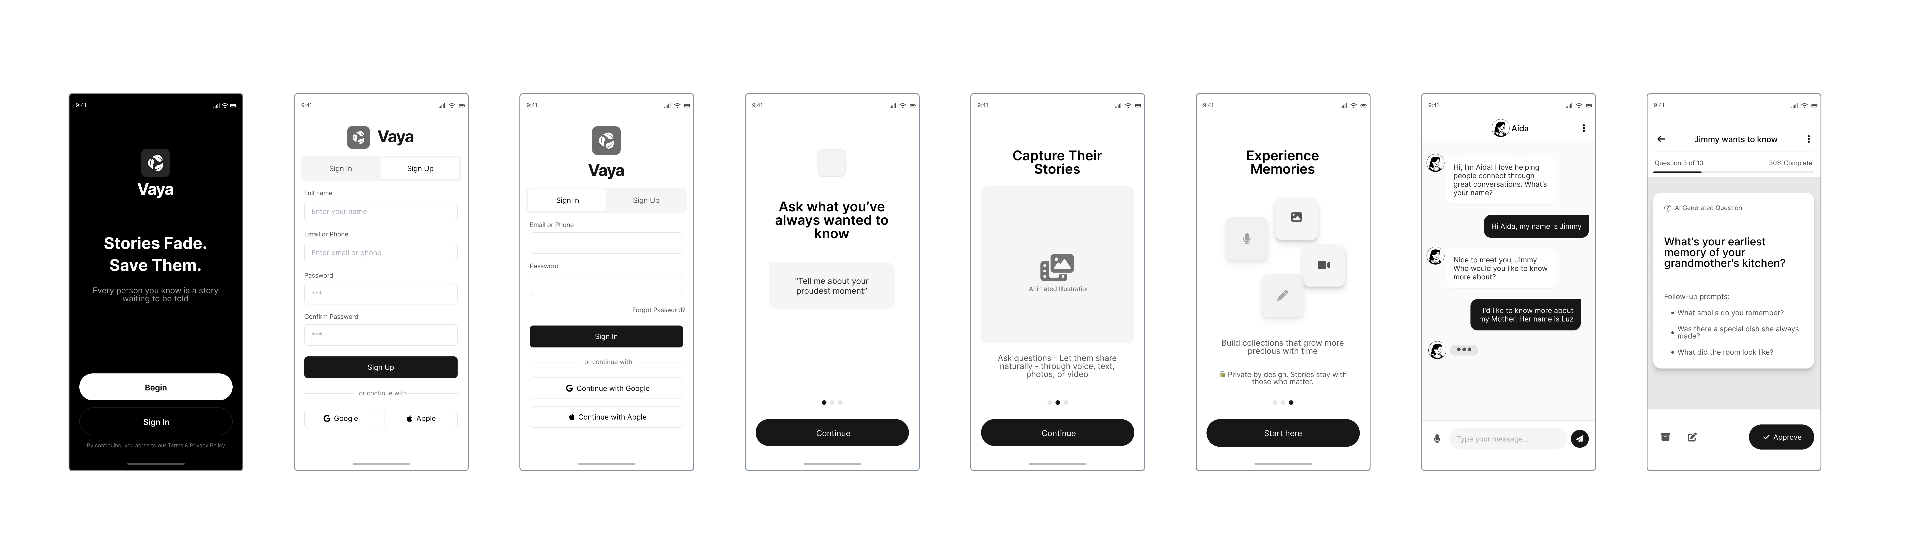 9:41
Vaya
Stories Fade.
Save Them.
Every person you know is a story
waiting to be told
Begin
Sign In
By continuing, you agree to our Terms & Privacy Policy
9:41
Vaya
Sign In
Sign Up
Full name
Enter your name
Email or Phone
Enter email or phone
Password
***
Confirm Password
***
Sign Up
or continue with
Google
Apple
9:41
Vaya
Sign In
Sign Up
Email or Phone
Password
Forgot Password?
Sign In
or continue with
Continue with Google
Continue with Apple
9:41
Ask what you've
always wanted to
know
"Tell me about your
proudest moment"
Continue
9:41
Capture Their
Stories
Animated Illustration
Ask questions - Let them share
naturally - through voice, text,
photos, or video
Continue
9:41
Experience
Memories
Build collections that grow more
precious with time
Private by design. Stories stay with
those who matter.
Start here
9:41
Aida
Hi, I'm Aida! I love helping
people connect through
great conversations. What's
your name?
Hi Aida, my name is Jimmy
Nice to meet you Jimmy.
Who would you like to know
more about?
I'd like to know more about
my Mother. Her name is Luz
Type your message...
9:41
Jimmy wants to know
Question 3 of 10
30% Complete
AI Generated Question
What's your earliest
memory of your
grandmother's kitchen?
Follow-up prompts:
• What smells do you remember?
• Was there a special dish she always
made?
• What did the room look like?
Approve